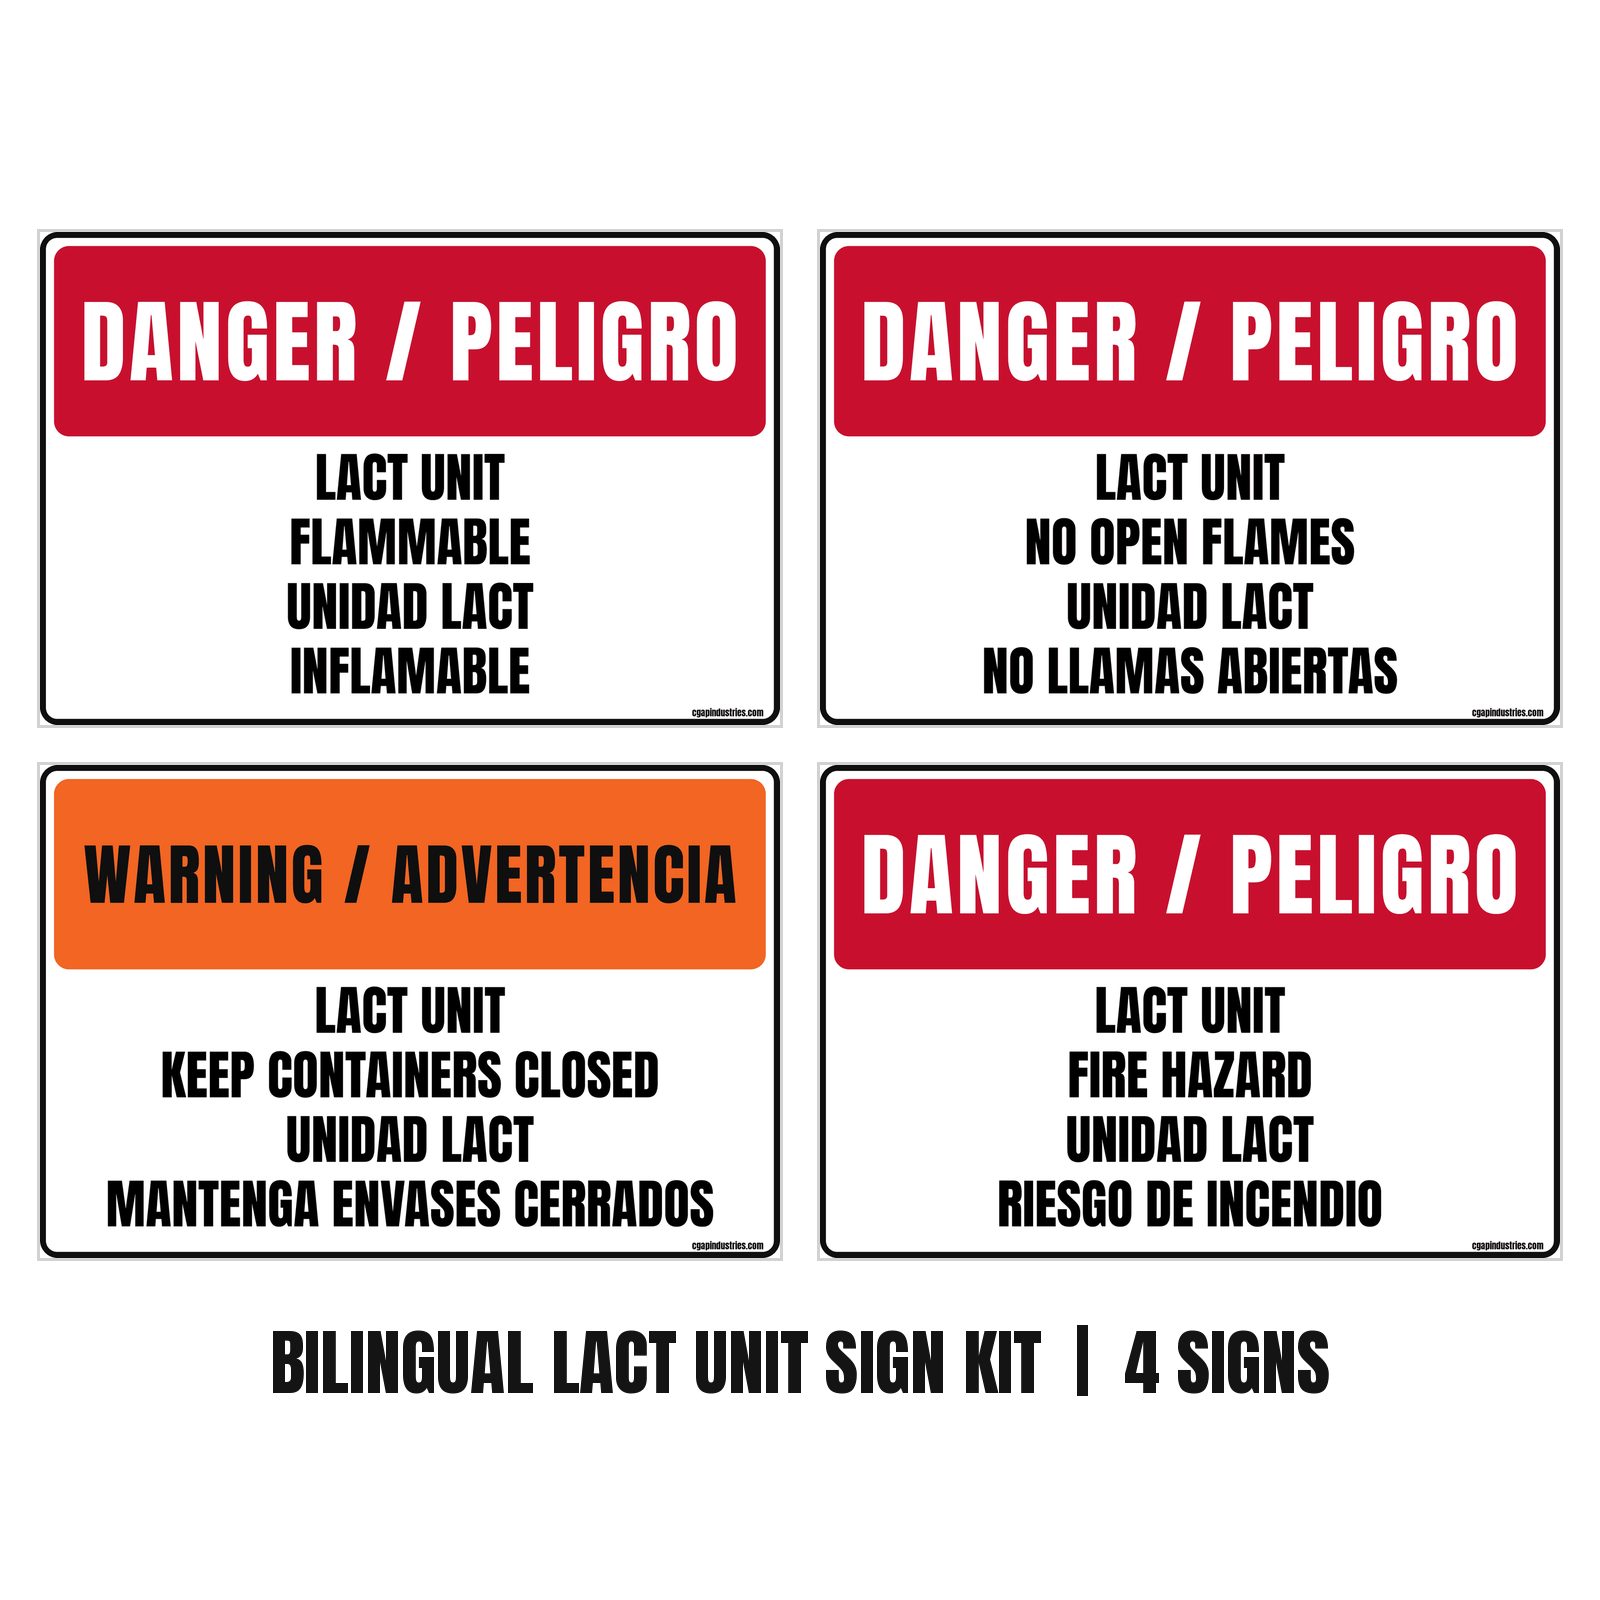 DANGER / PELIGRO
LACT UNIT
FLAMMABLE
UNIDAD LACT
INFLAMABLE
cgapindustries.com
DANGER / PELIGRO
LACT UNIT
NO OPEN FLAMES
UNIDAD LACT
NO LLAMAS ABIERTAS
cgapindustries.com
WARNING / ADVERTENCIA
LACT UNIT
KEEP CONTAINERS CLOSED
UNIDAD LACT
MANTENGA ENVASES CERRADOS
cgapindustries.com
DANGER / PELIGRO
LACT UNIT
FIRE HAZARD
UNIDAD LACT
RIESGO DE INCENDIO
cgapindustries.com
BILINGUAL LACT UNIT SIGN KIT | 4 SIGNS